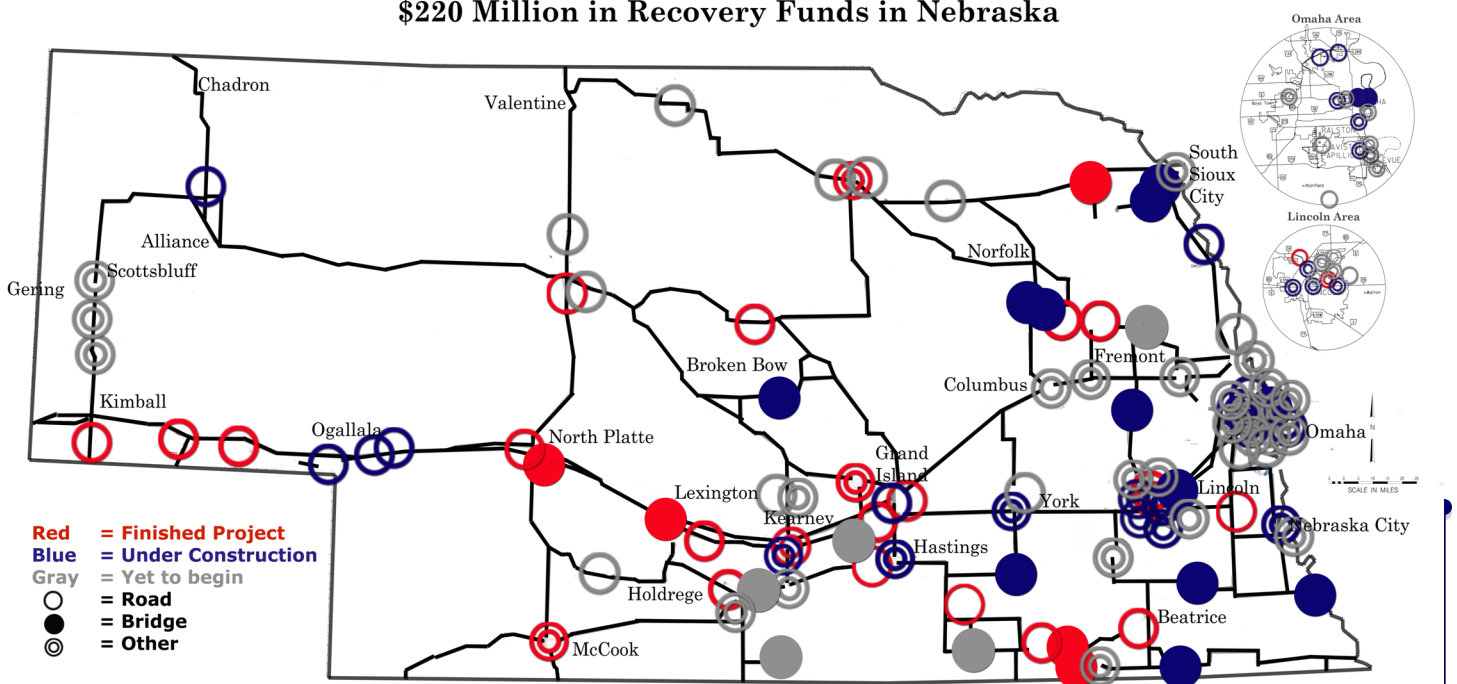 $220 Million in Recovery Funds in Nebraska
Omaha Area
Chadron
Valentine
South
Sioux
City
RALSTON
Lincoln Area
Alliance
Norfolk
Scottsbluff
Gering
Broken Bow
Fremont
Columbus
Kimball
Ogallala
North Platte
Omaha
N
Grand
Island
SCALE IN MILES
Lexington
Lincoln
York
Kearney
Nebraska City
Hastings
Holdrege
Beatrice
McCook
Red = Finished Project
Blue = Under Construction
Gray = Yet to begin
= Road
= Bridge
= Other